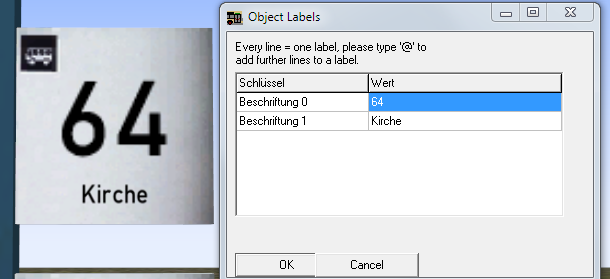 64
Kirche
Object Labels
Every line = one label, please type '@' to
add further lines to a label.
Schlüssel Wert
Beschriftung 0 64
Beschriftung 1 Kirche
OK Cancel